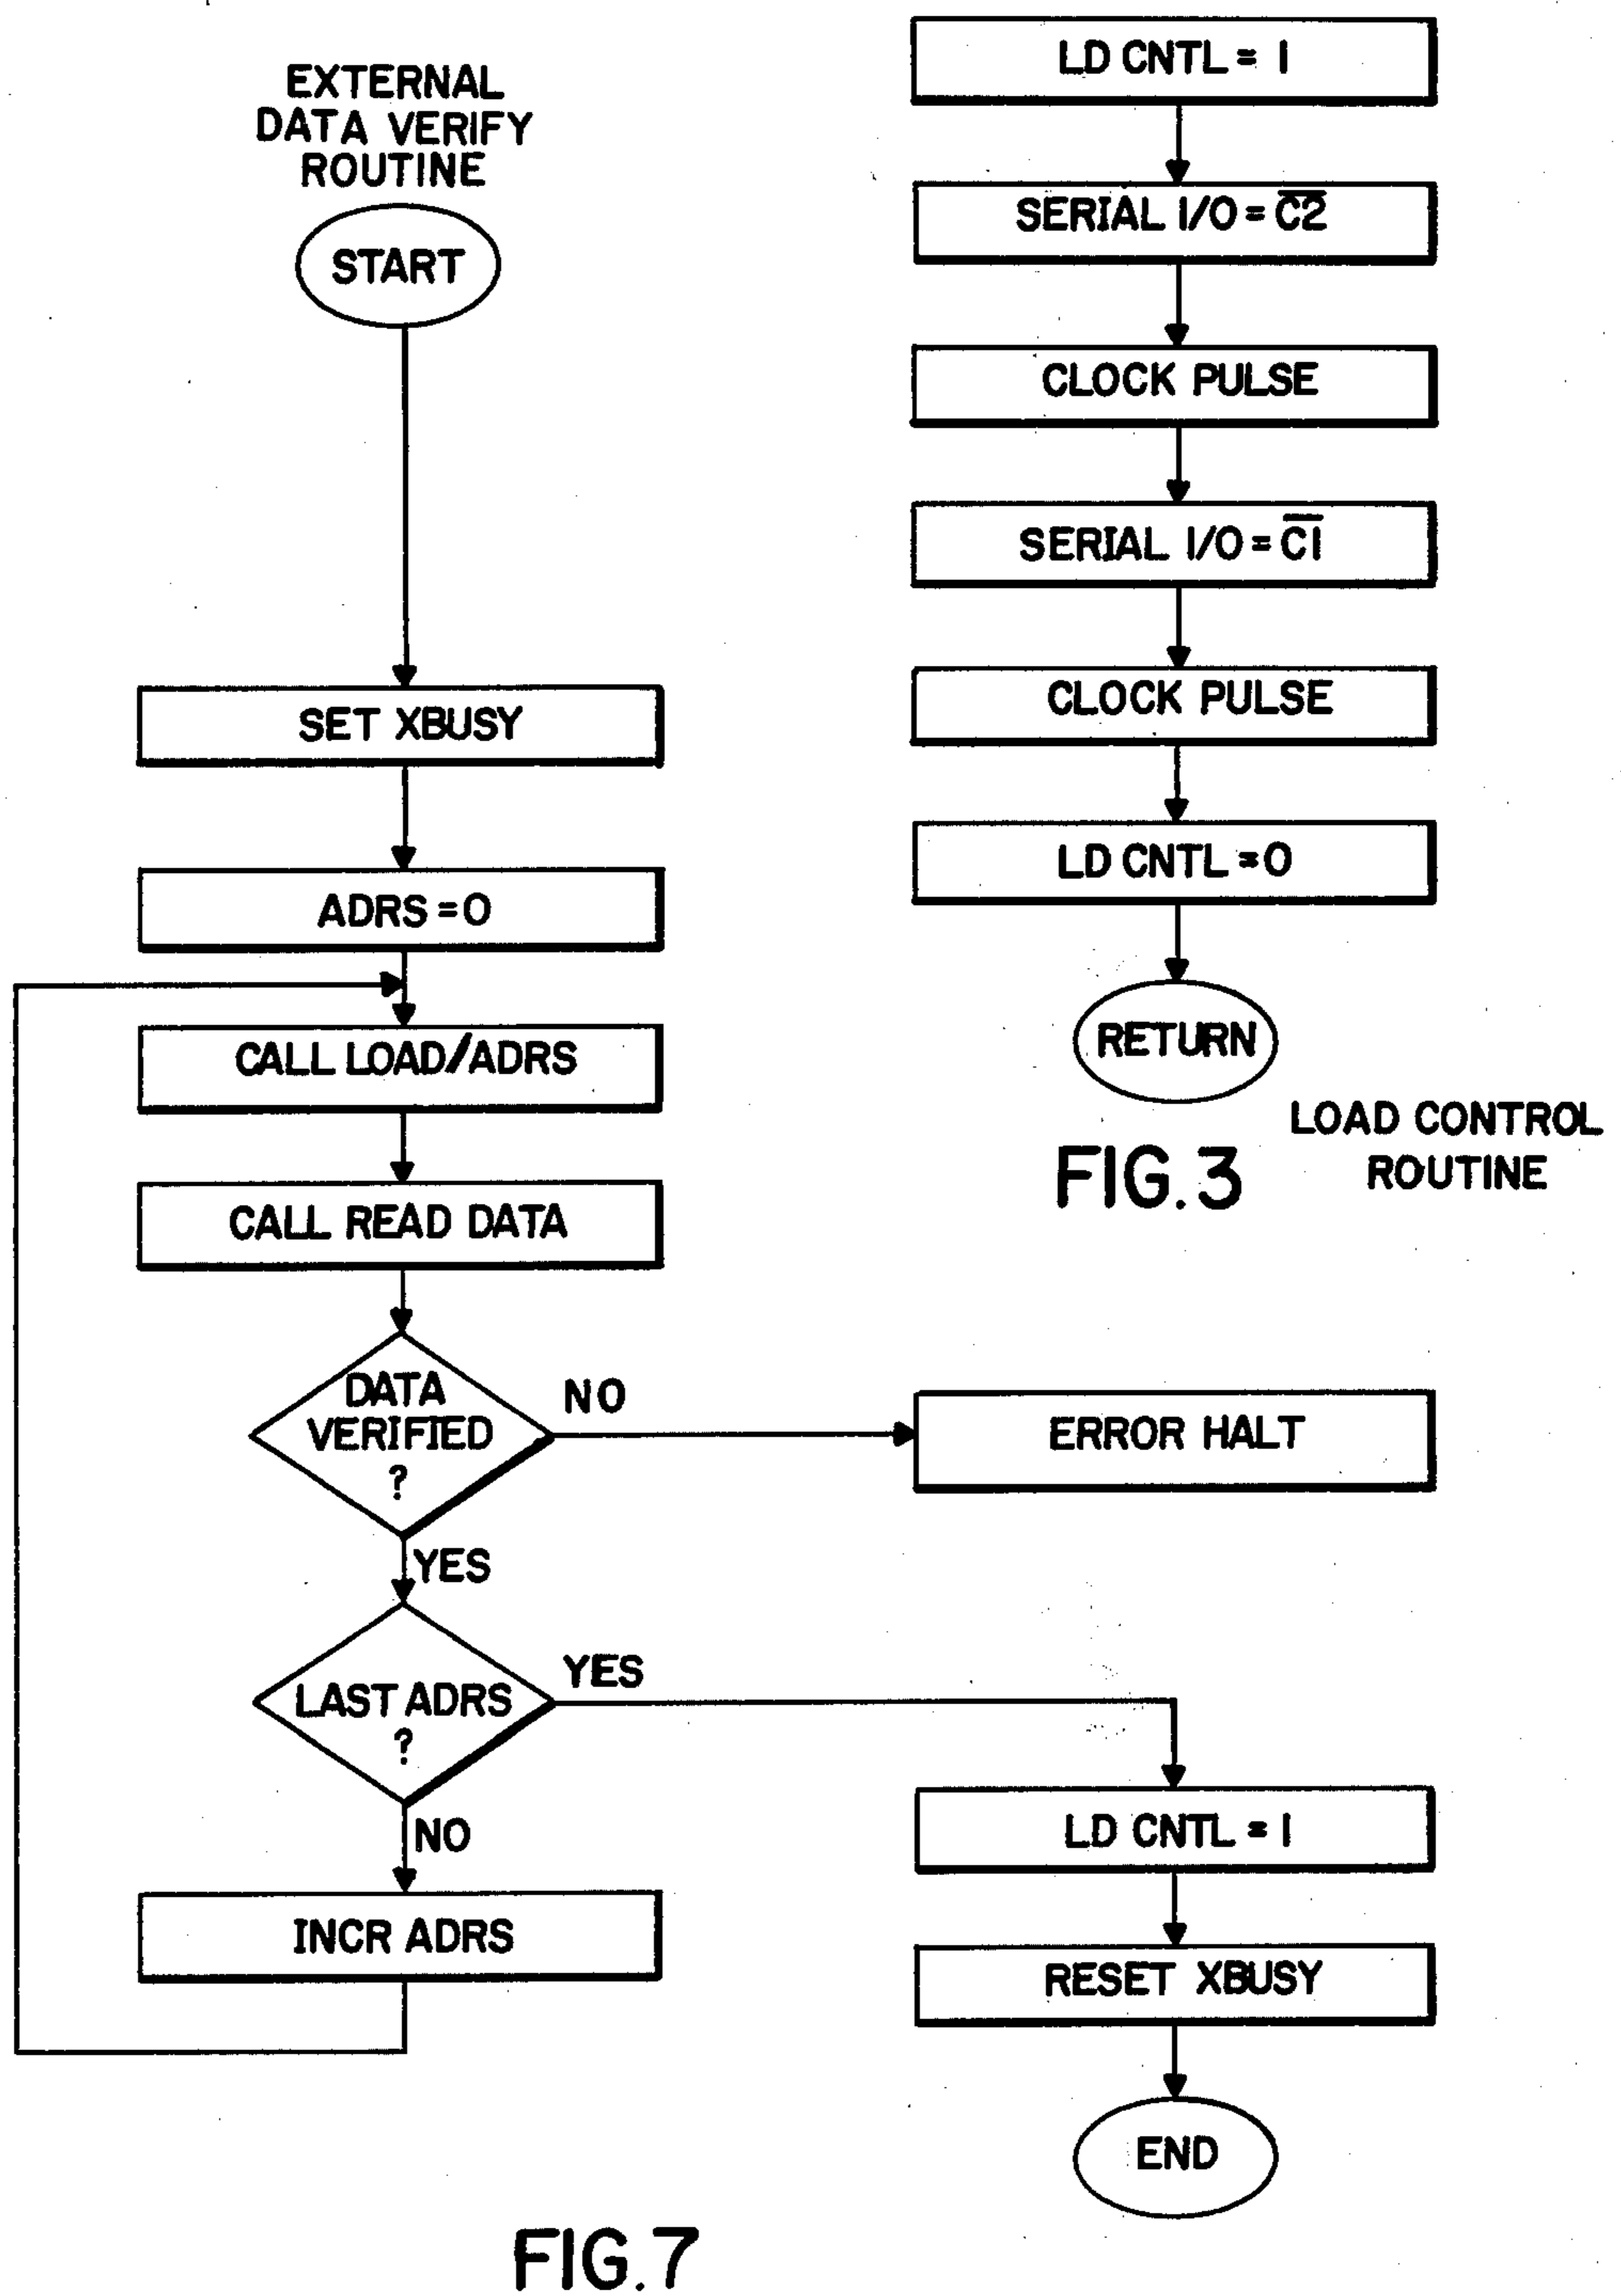 EXTERNAL
DATA VERIFY
ROUTINE
START
SET XBUSY
ADRS = 0
CALL LOAD/ADRS
CALL READ DATA
DATA
VERIFIED
?
NO
ERROR HALT
YES
LAST ADRS
?
YES
NO
INCR ADRS
LD CNTL = 1
RESET XBUSY
END
FIG. 7
LD CNTL = 1
SERIAL I/O = C̅2̅
CLOCK PULSE
SERIAL I/O = C̅1̅
CLOCK PULSE
LD CNTL = 0
RETURN
LOAD CONTROL
ROUTINE
FIG. 3